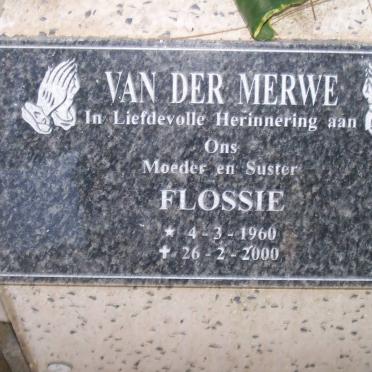 VAN DER MERWE
In Liefdevolle Herinnering aan
Ons
Moeder en Suster
FLOSSIE
★ 4 - 3 - 1960
✝ 26 - 2 - 2000